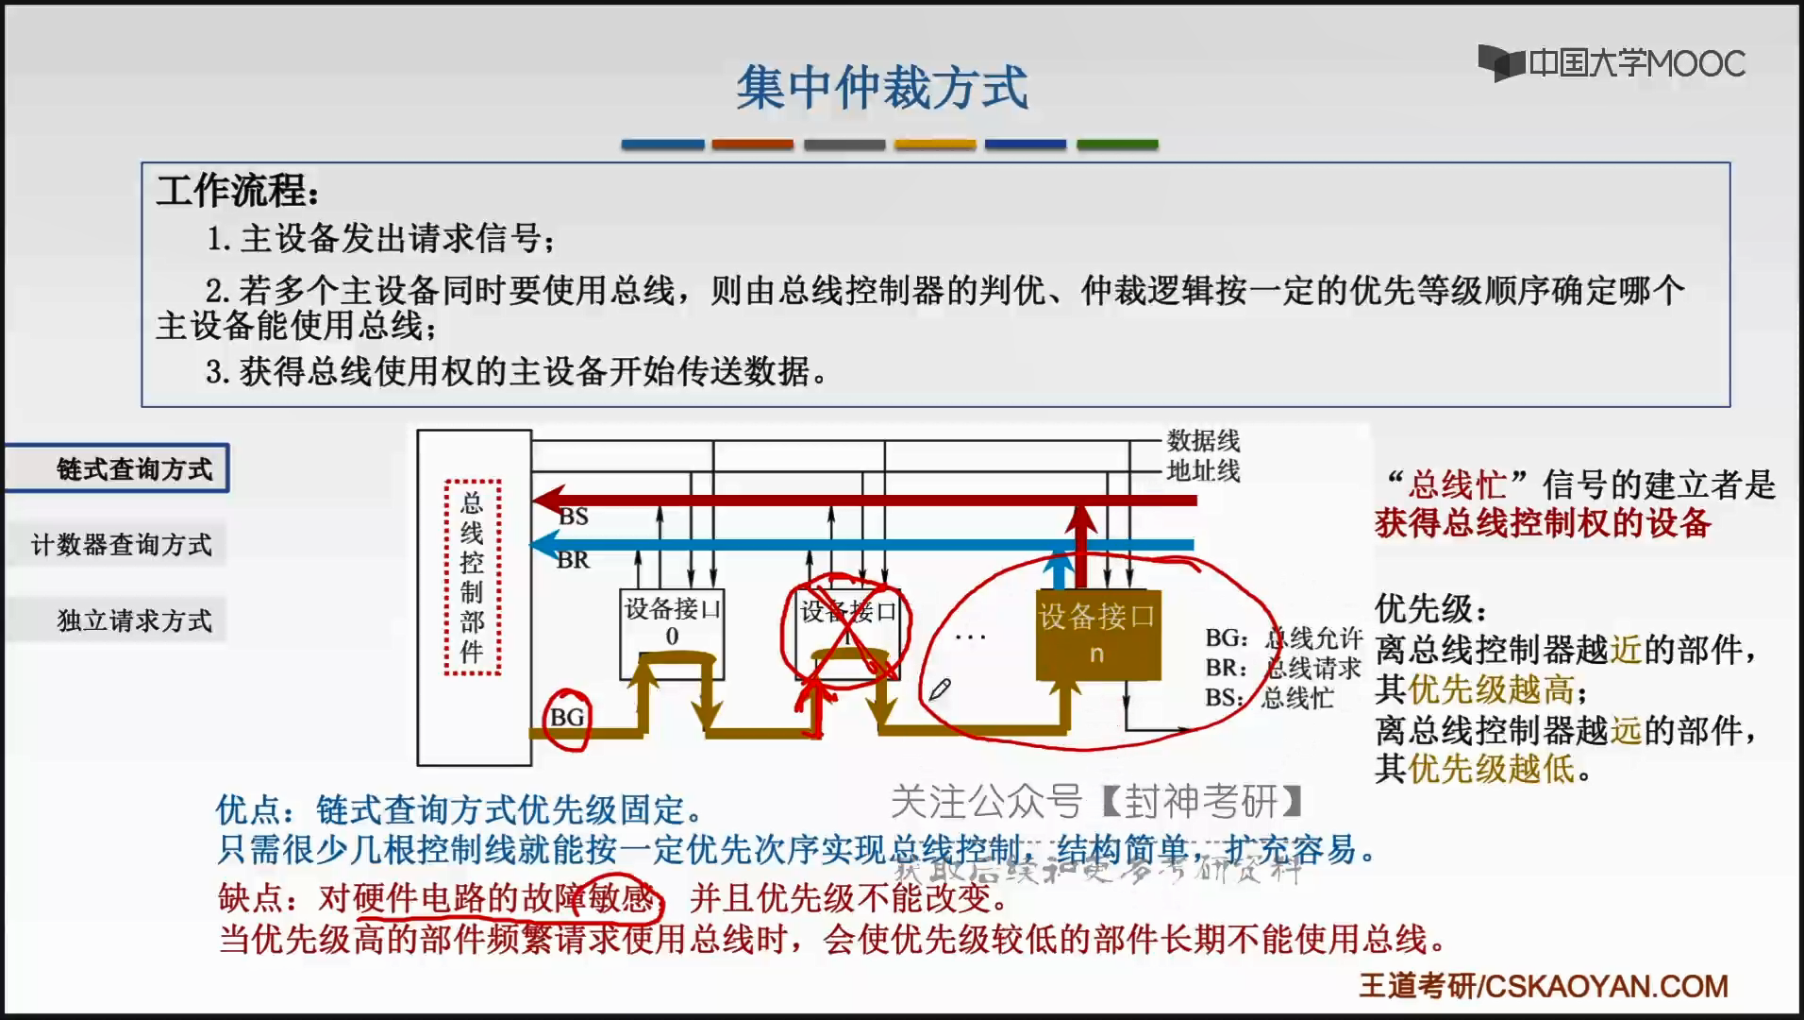 集中仲裁方式
中国大学MOOC
工作流程：
1. 主设备发出请求信号；
2. 若多个主设备同时要使用总线，则由总线控制器的判优、仲裁逻辑按一定的优先等级顺序确定哪个
主设备能使用总线；
3. 获得总线使用权的主设备开始传送数据。
链式查询方式
计数器查询方式
独立请求方式
总线控制部件
数据线
地址线
BS
BR
设备接口
0
设备接口
1
...
设备接口
n
BG
BG：总线允许
BR：总线请求
BS：总线忙
“总线忙”信号的建立者是
获得总线控制权的设备
优先级：
离总线控制器越近的部件，
其优先级越高；
离总线控制器越远的部件，
其优先级越低。
关注公众号【封神考研】
获取后续和更多考研资料
优点：链式查询方式优先级固定。
只需很少几根控制线就能按一定优先次序实现总线控制，结构简单，扩充容易。
缺点：对硬件电路的故障敏感，并且优先级不能改变。
当优先级高的部件频繁请求使用总线时，会使优先级较低的部件长期不能使用总线。
王道考研/CSKAOYAN.COM